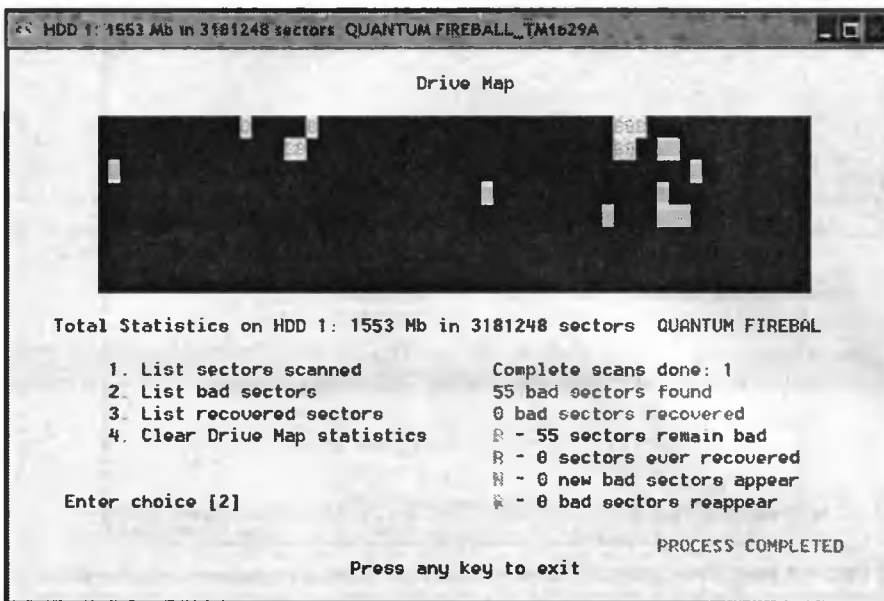 HDD 1: 1553 Mb in 3181248 sectors QUANTUM FIREBALL_TM1629A
Drive Map
Total Statistics on HDD 1: 1553 Mb in 3181248 sectors QUANTUM FIREBAL
1. List sectors scanned
2. List bad sectors
3. List recovered sectors
4. Clear Drive Map statistics
Enter choice [2]
Complete scans done: 1
55 bad sectors found
0 bad sectors recovered
B - 55 sectors remain bad
R - 0 sectors ever recovered
N - 0 new bad sectors appear
- 0 bad sectors reappear
PROCESS COMPLETED
Press any key to exit